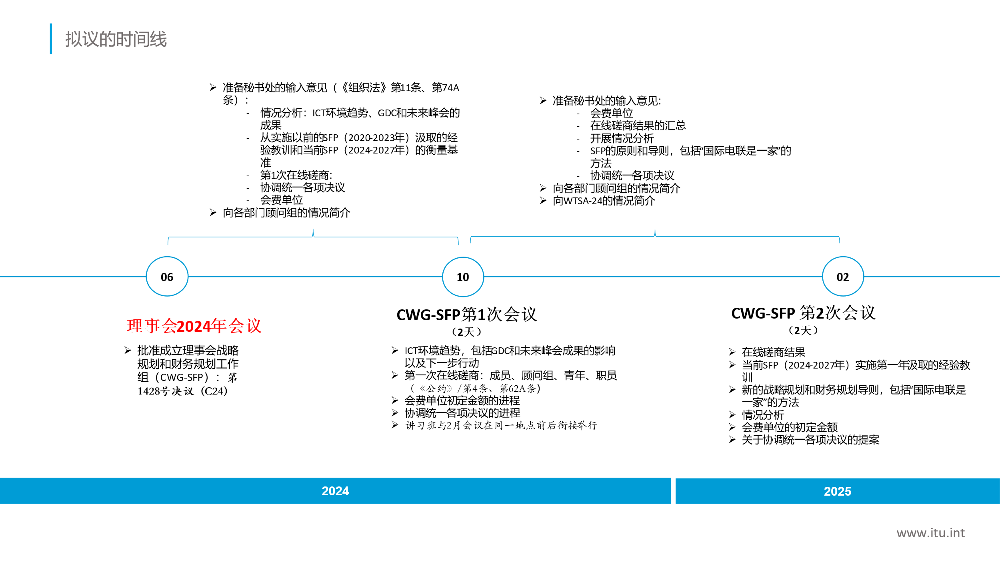 拟议的时间线
➢ 准备秘书处的输入意见（《组织法》第11条、第74A
条）：
- 情况分析：ICT环境趋势、GDC和未来峰会的
成果
- 从实施以前的SFP（2020-2023年）汲取的经
验教训和当前SFP（2024-2027年）的衡量基
准
- 第1次在线磋商：
- 协调统一各项决议
- 会费单位
➢ 向各部门顾问组的情况简介
➢ 准备秘书处的输入意见：
- 会费单位
- 在线磋商结果的汇总
- 开展情况分析
- SFP的原则和导则，包括“国际电联是一家”的
方法
- 协调统一各项决议
➢ 向各部门顾问组的情况简介
➢ 向WTSA-24的情况简介
06
10
02
理事会2024年会议
➢ 批准成立理事会战略
规划和财务规划工作
组（CWG-SFP）：第
1428号决议（C24）
CWG-SFP第1次会议
（2天）
➢ ICT环境趋势，包括GDC和未来峰会成果的影响
以及下一步行动
➢ 第一次在线磋商：成员、顾问组、青年、职员
（《公约》/第4条、第62A条）
➢ 会费单位初定金额的进程
➢ 协调统一各项决议的进程
➢ 讲习班与2月会议在同一地点前后衔接举行
CWG-SFP 第2次会议
（2天）
➢ 在线磋商结果
➢ 当前SFP（2024-2027年）实施第一年汲取的经验教
训
➢ 新的战略规划和财务规划导则，包括“国际电联是
一家”的方法
➢ 情况分析
➢ 会费单位的初定金额
➢ 关于协调统一各项决议的提案
2024
2025
www.itu.int